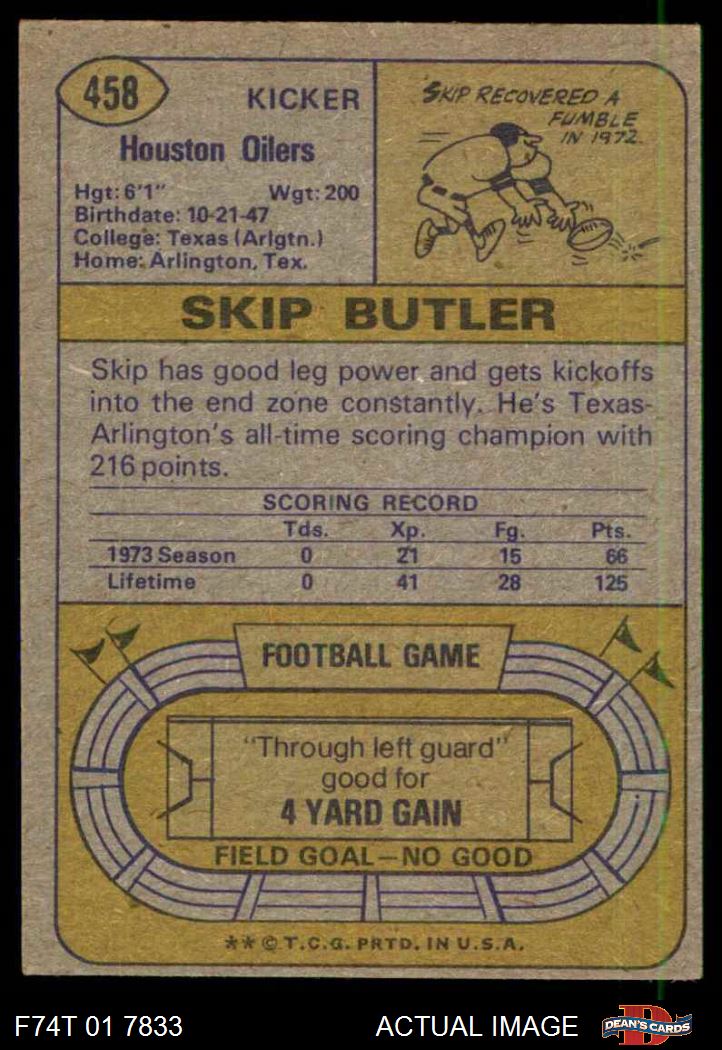 458
KICKER
Houston Oilers
Hgt: 6'1" Wgt: 200
Birthdate: 10-21-47
College: Texas (Arlgtn.)
Home: Arlington, Tex.
SKIP RECOVERED A
FUMBLE
IN 1972.
SKIP BUTLER
Skip has good leg power and gets kickoffs
into the end zone constantly. He's Texas-
Arlington's all-time scoring champion with
216 points.
SCORING RECORD
Tds. Xp. Fg. Pts.
1973 Season 0 21 15 66
Lifetime 0 41 28 125
FOOTBALL GAME
"Through left guard"
good for
4 YARD GAIN
FIELD GOAL—NO GOOD
** © T.C.G. PRTD. IN U.S.A.
F74T 01 7833
ACTUAL IMAGE
D
DEAN'S CARDS